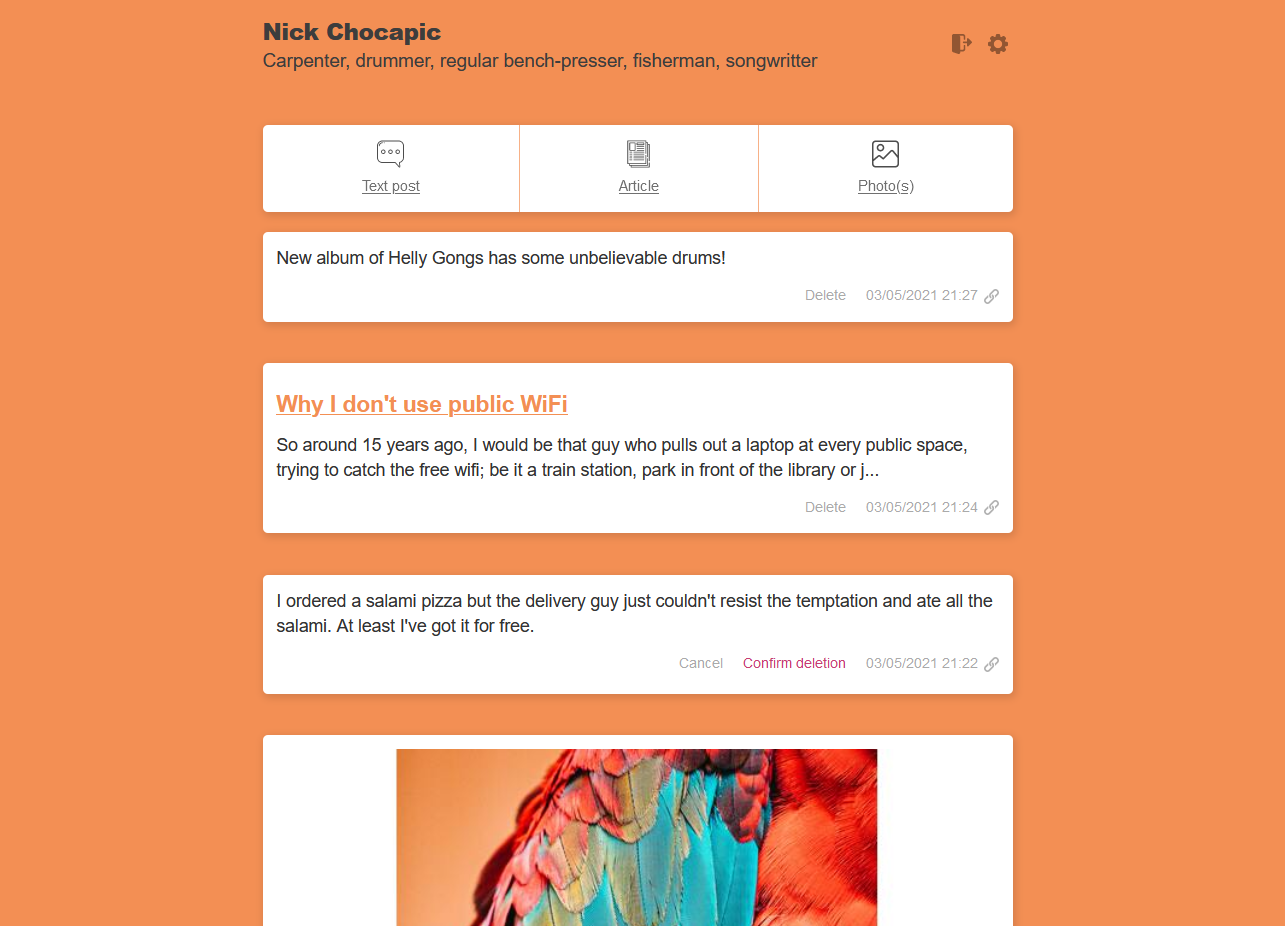 Nick Chocapic
Carpenter, drummer, regular bench-presser, fisherman, songwritter
Text post
Article
Photo(s)
New album of Helly Gongs has some unbelievable drums!
Delete 03/05/2021 21:27
Why I don't use public WiFi
So around 15 years ago, I would be that guy who pulls out a laptop at every public space,
trying to catch the free wifi; be it a train station, park in front of the library or j...
Delete 03/05/2021 21:24
I ordered a salami pizza but the delivery guy just couldn't resist the temptation and ate all the
salami. At least I've got it for free.
Cancel Confirm deletion 03/05/2021 21:22